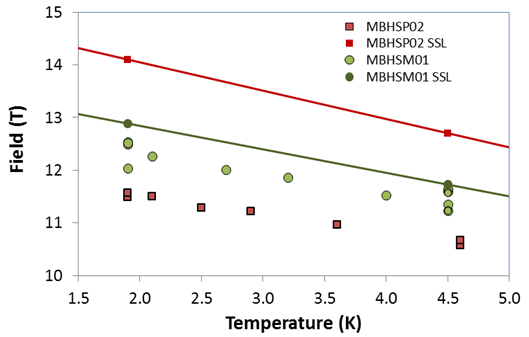 15
14
13
12
11
10
Field (T)
MBHSP02
MBHSP02 SSL
MBHSM01
MBHSM01 SSL
1.5 2.0 2.5 3.0 3.5 4.0 4.5 5.0
Temperature (K)